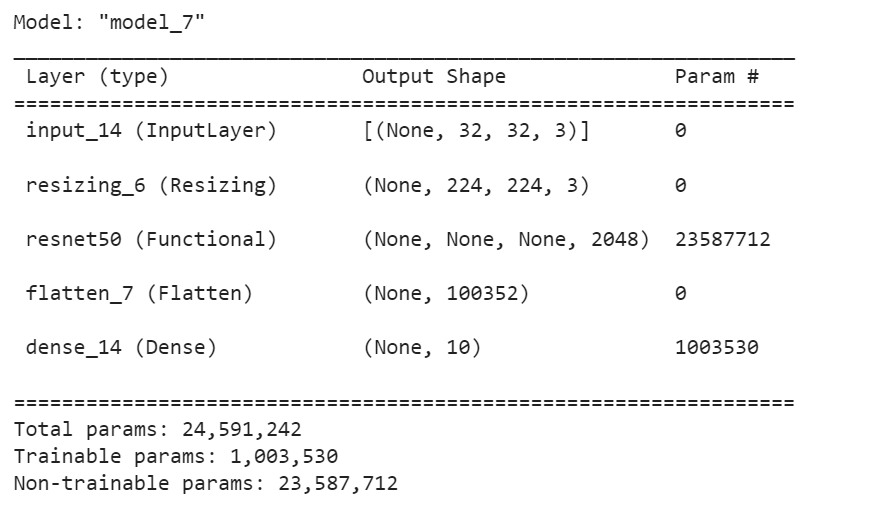 Model: "model_7"
_________________________________________________________________
Layer (type) Output Shape Param #
=================================================================
input_14 (InputLayer) [(None, 32, 32, 3)] 0
resizing_6 (Resizing) (None, 224, 224, 3) 0
resnet50 (Functional) (None, None, None, 2048) 23587712
flatten_7 (Flatten) (None, 100352) 0
dense_14 (Dense) (None, 10) 1003530
=================================================================
Total params: 24,591,242
Trainable params: 1,003,530
Non-trainable params: 23,587,712